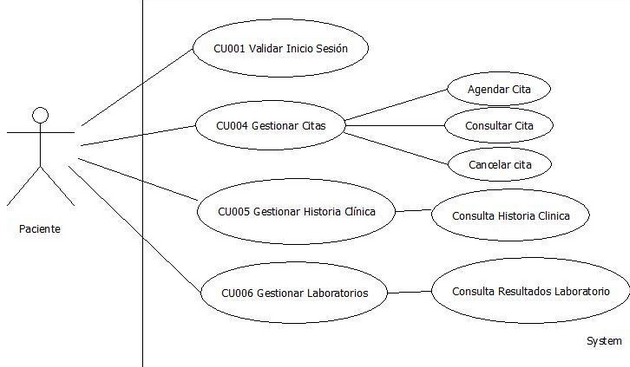 CU001 Validar Inicio Sesión
Agendar Cita
CU004 Gestionar Citas
Consultar Cita
Cancelar cita
Paciente
CU005 Gestionar Historia Clínica
Consulta Historia Clinica
CU006 Gestionar Laboratorios
Consulta Resultados Laboratorio
System